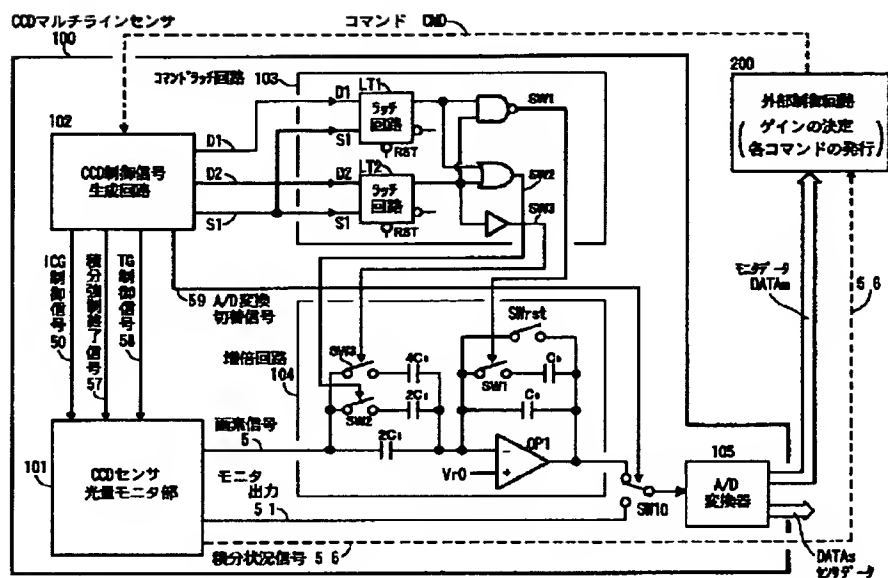 CCDマルチラインセンサ
100
コマンド CMD
コマンドラッチ回路 103
LT1
D1
ラッチ
回路
S1
RST
SW1
200
外部制御回路
ゲインの決定
各コマンドの発行
102
CCD制御信号
生成回路
D1
D2
S1
LT2
D2
ラッチ
回路
S1
RST
SW2
SW3
ICG制御信号 50
積分強制終了信号 57
TG制御信号 58
59 A/D変換
切替信号
モニタデータ
DATAm
56
増倍回路
104
SW3
SW2
SWrst
SW1
OP1
Vr0
画素信号
5
101
CCDセンサ
光量モニタ部
モニタ
出力
51
SW10
105
A/D
変換器
積分状況信号 56
DATAs
センサデータ